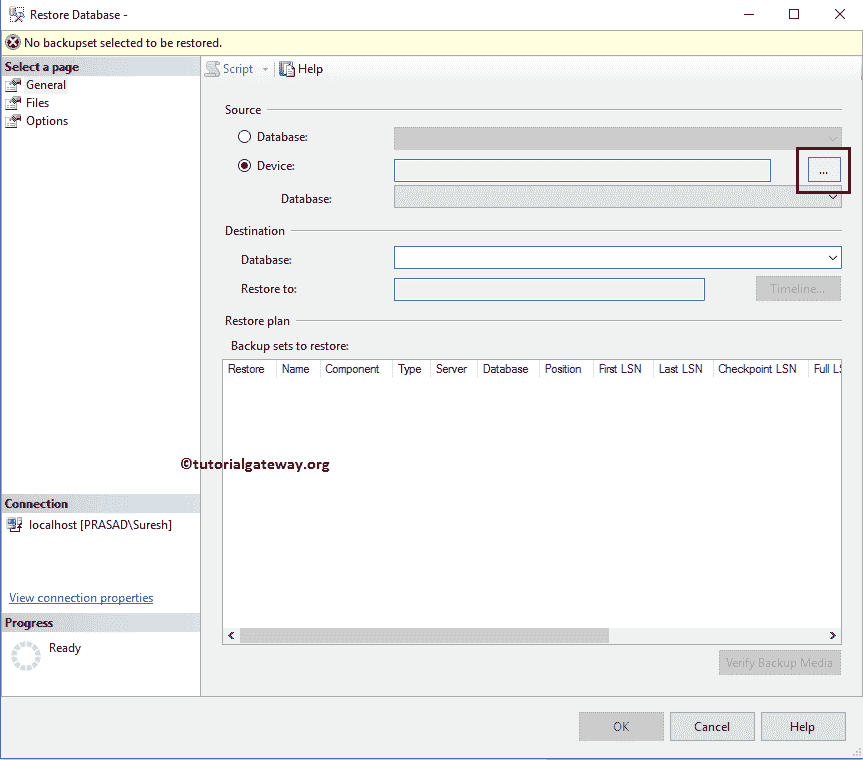 Restore Database -
No backupset selected to be restored.
Select a page
General
Files
Options
Script
Help
Source
Database:
Device:
...
Database:
Destination
Database:
Restore to:
Timeline...
Restore plan
Backup sets to restore:
Restore Name Component Type Server Database Position First LSN Last LSN Checkpoint LSN Full LS
©tutorialgateway.org
Connection
localhost [PRASAD\Suresh]
View connection properties
Progress
Ready
Verify Backup Media
OK Cancel Help